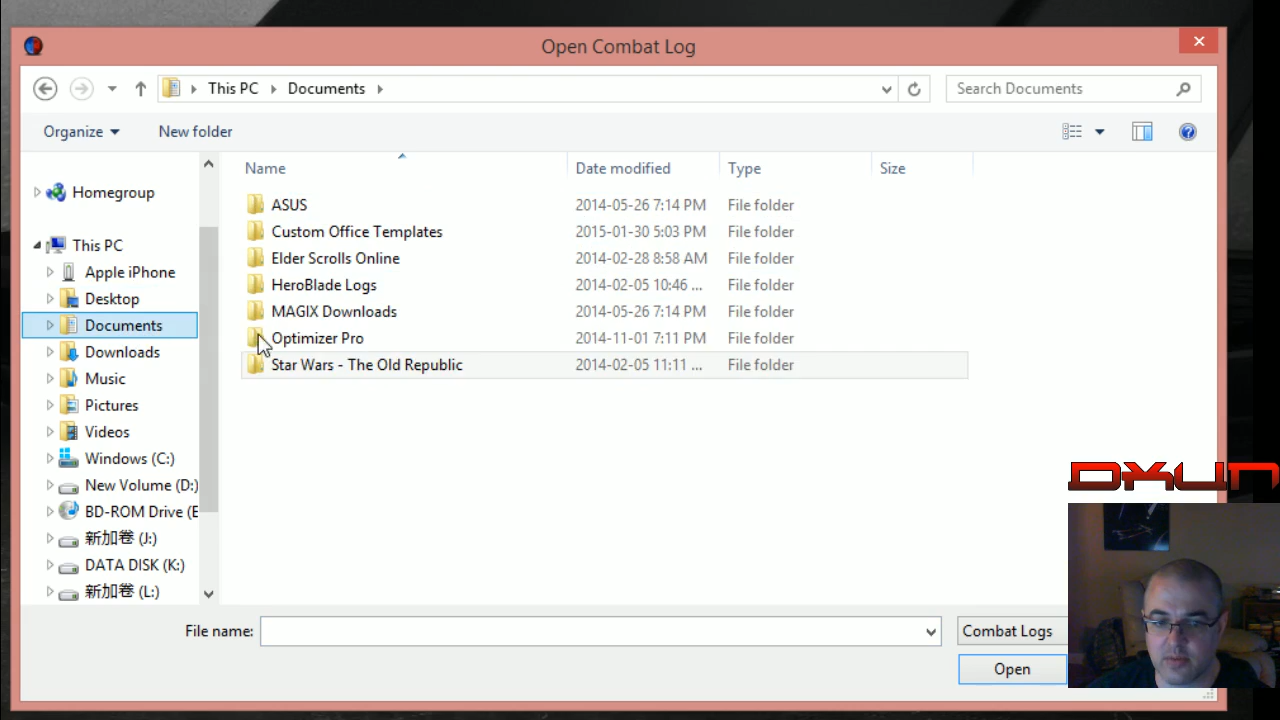 Open Combat Log
This PC
Documents
Search Documents
Organize
New folder
Homegroup
This PC
Apple iPhone
Desktop
Documents
Downloads
Music
Pictures
Videos
Windows (C:)
New Volume (D:)
BD-ROM Drive (E
新加卷 (J:)
DATA DISK (K:)
新加卷 (L:)
Name Date modified Type Size
ASUS 2014-05-26 7:14 PM File folder
Custom Office Templates 2015-01-30 5:03 PM File folder
Elder Scrolls Online 2014-02-28 8:58 AM File folder
HeroBlade Logs 2014-02-05 10:46 ... File folder
MAGIX Downloads 2014-05-26 7:14 PM File folder
Optimizer Pro 2014-11-01 7:11 PM File folder
Star Wars - The Old Republic 2014-02-05 11:11 ... File folder
DXUN
File name:
Combat Logs
Open